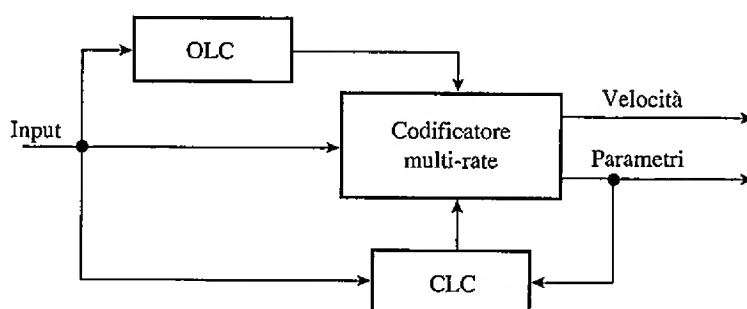 OLC
Input
Codificatore
multi-rate
Velocità
Parametri
CLC